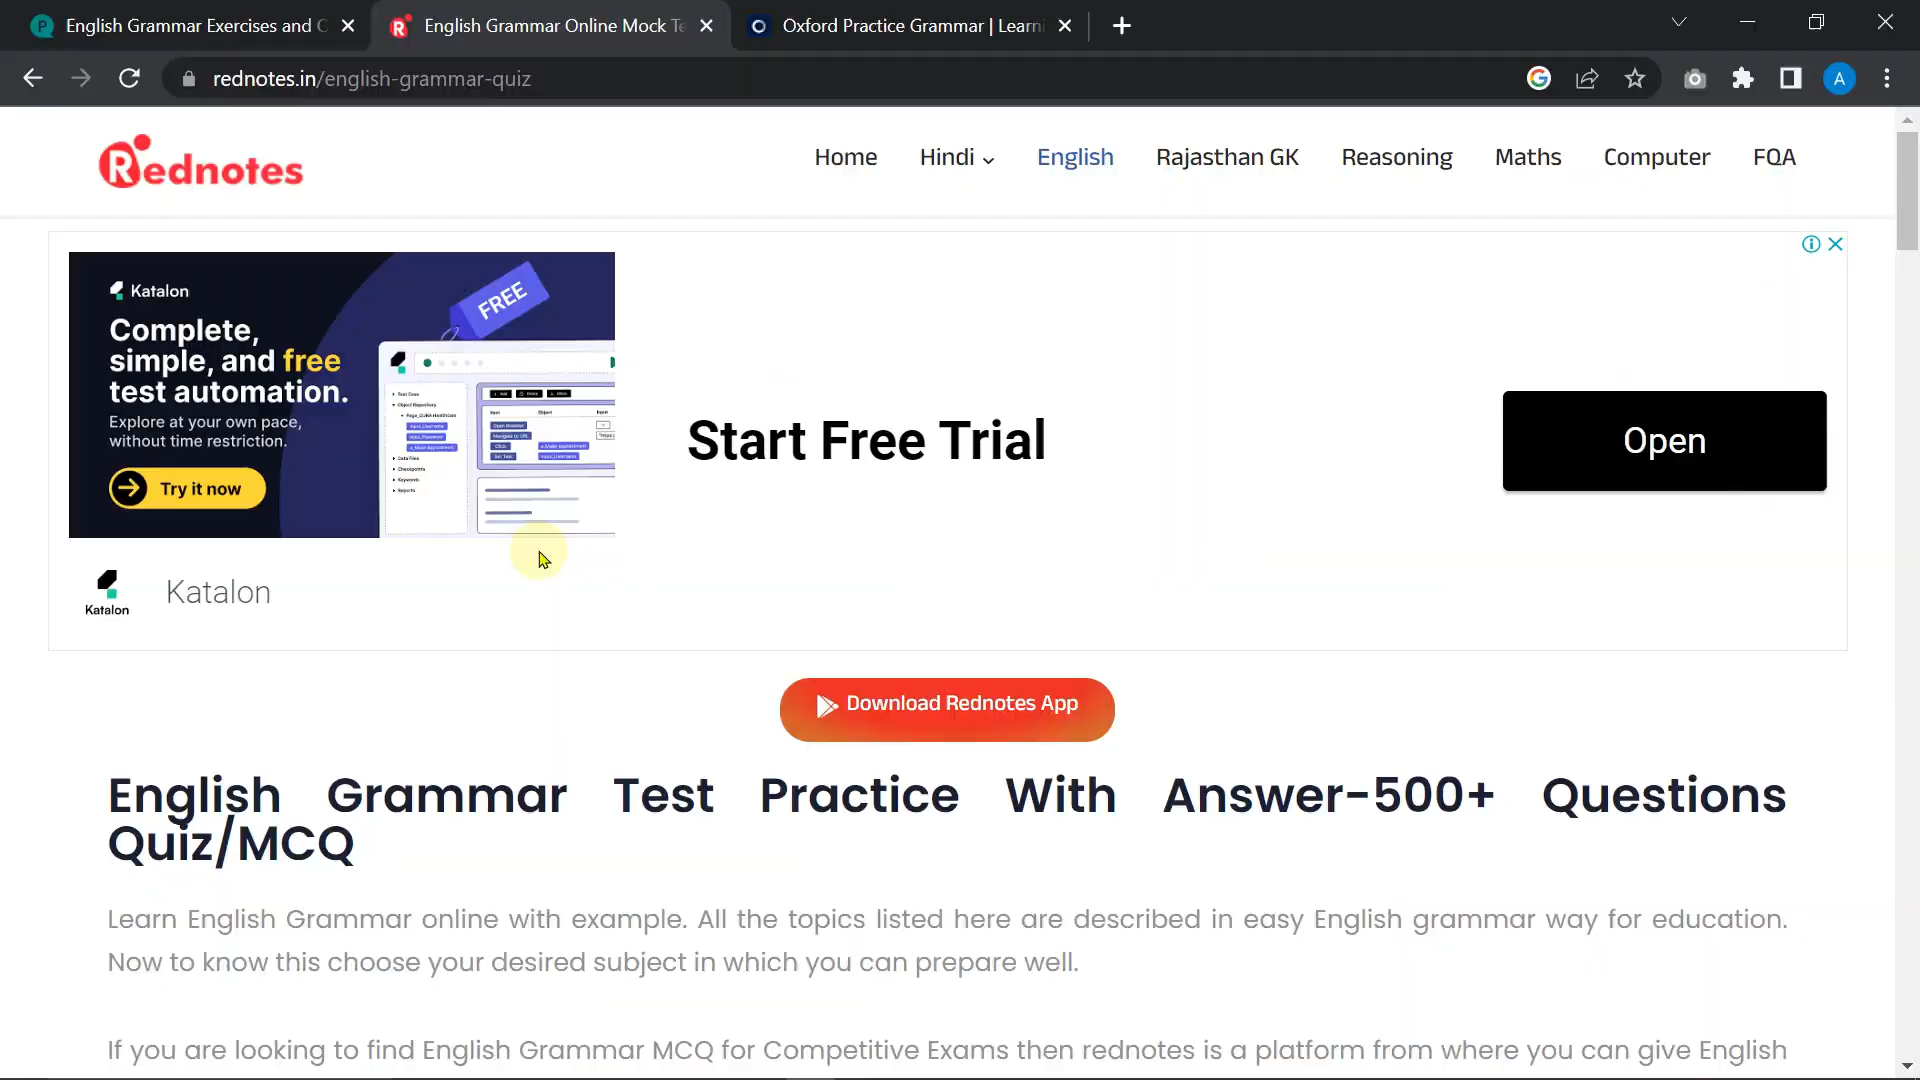 English Grammar Exercises and
English Grammar Online Mock Te
Oxford Practice Grammar | Learni
rednotes.in/english-grammar-quiz
A
Rednotes
Home
Hindi
English
Rajasthan GK
Reasoning
Maths
Computer
FQA
Katalon
FREE
Complete,
simple, and free
test automation.
Explore at your own pace,
without time restriction.
Try it now
Start Free Trial
Open
Katalon
Katalon
Download Rednotes App
English Grammar Test Practice With Answer-500+ Questions
Quiz/MCQ
Learn English Grammar online with example. All the topics listed here are described in easy English grammar way for education.
Now to know this choose your desired subject in which you can prepare well.
If you are looking to find English Grammar MCQ for Competitive Exams then rednotes is a platform from where you can give English